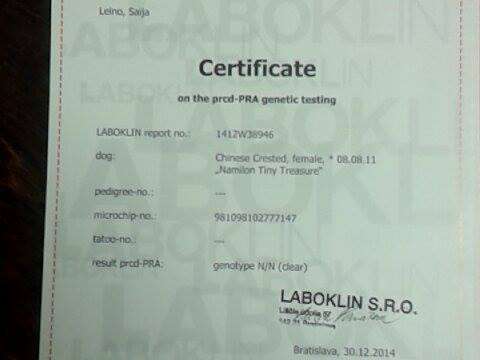 Leino, Saija
Certificate
on the prcd-PRA genetic testing
LABOKLIN report no.: 1412W38946
dog: Chinese Crested, female, * 08.08.11
„Namilon Tiny Treasure"
pedigree-no.: ---
microchip-no.: 981098102777147
tatoo-no.: ---
result prcd-PRA: genotype N/N (clear)
LABOKLIN S.R.O.
Bratislava, 30.12.2014